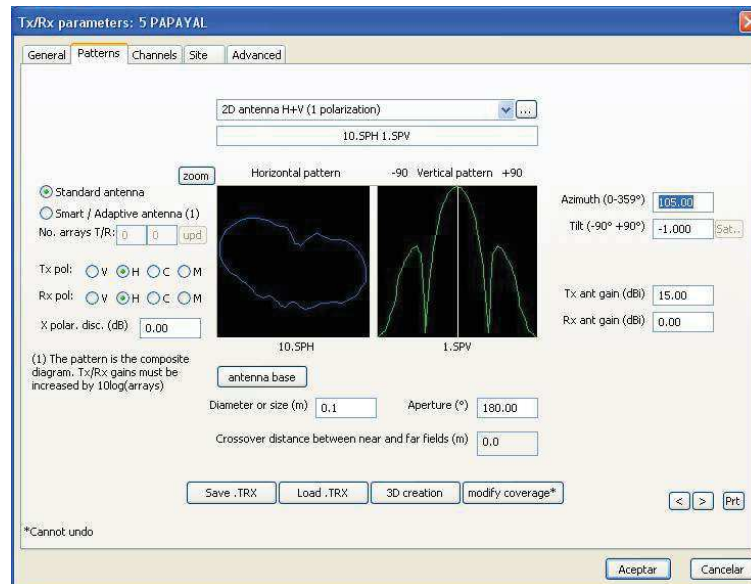 Tx/Rx parameters: 5 PAPAYAL
General Patterns Channels Site Advanced
2D antenna H+V (1 polarization) ...
10.SPH 1.SPV
zoom Horizontal pattern -90 Vertical pattern +90
Standard antenna
Smart / Adaptive antenna (1)
No. arrays T/R: 0 0 upd
Tx pol: V H C M
Rx pol: V H C M
X polar. disc. (dB) 0.00
(1) The pattern is the composite
diagram. Tx/Rx gains must be
increased by 10log(arrays)
10.SPH 1.SPV
Azimuth (0-359°) 105.00
Tilt (-90° +90°) -1.000 Sat..
Tx ant gain (dBi) 15.00
Rx ant gain (dBi) 0.00
antenna base
Diameter or size (m) 0.1 Aperture (°) 180.00
Crossover distance between near and far fields (m) 0.0
Save .TRX Load .TRX 3D creation modify coverage*
< > Prt
*Cannot undo
Aceptar Cancelar